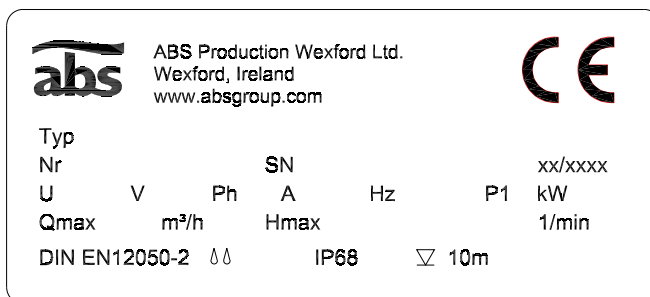 abs
ABS Production Wexford Ltd.
Wexford, Ireland
www.absgroup.com
CE
Typ
Nr SN xx/xxxx
U V Ph A Hz P1 kW
Qmax m³/h Hmax 1/min
DIN EN12050-2 IP68 10m